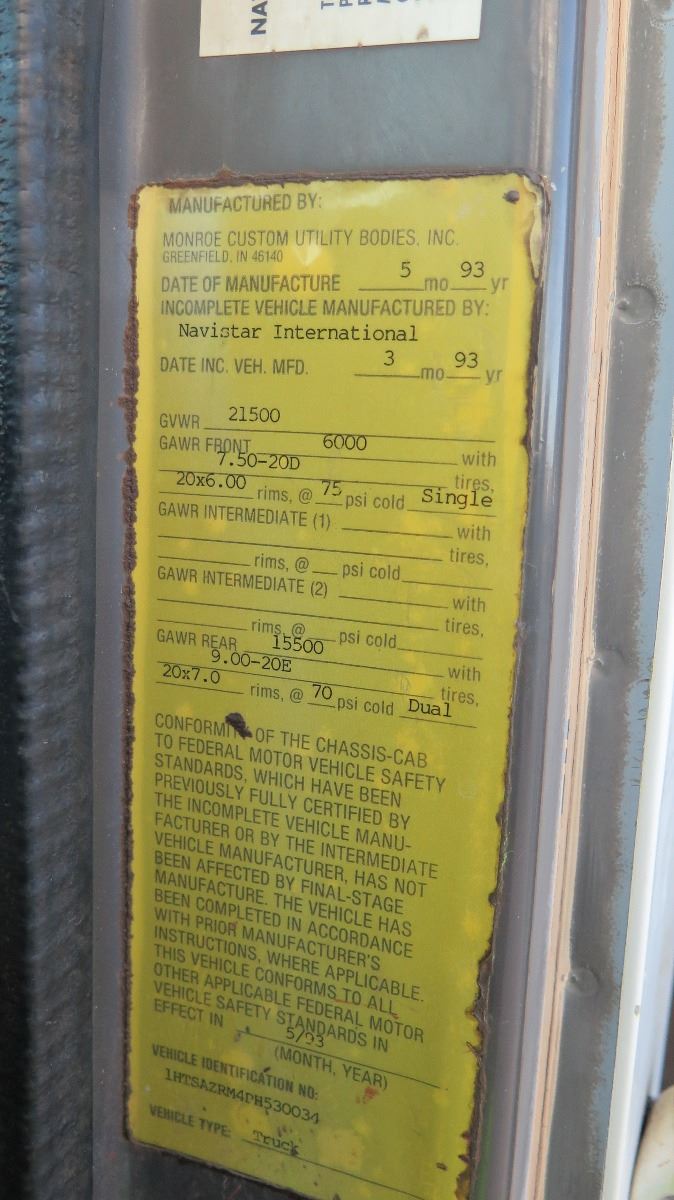 NA
MANUFACTURED BY:
MONROE CUSTOM UTILITY BODIES, INC.
GREENFIELD, IN 46140
DATE OF MANUFACTURE 5 mo 93 yr
INCOMPLETE VEHICLE MANUFACTURED BY:
Navistar International
DATE INC. VEH. MFD. 3 mo 93 yr
GVWR 21500
GAWR FRONT 6000 with
7.50-20D tires,
20x6.00 rims, @ 75 psi cold Single
GAWR INTERMEDIATE (1) with
tires,
rims, @ psi cold
GAWR INTERMEDIATE (2) with
tires,
rims, @ psi cold
GAWR REAR 15500 with
9.00-20E tires,
20x7.0 rims, @ 70 psi cold Dual
CONFORMITY OF THE CHASSIS-CAB
TO FEDERAL MOTOR VEHICLE SAFETY
STANDARDS, WHICH HAVE BEEN
PREVIOUSLY FULLY CERTIFIED BY
THE INCOMPLETE VEHICLE MANU-
FACTURER OR BY THE INTERMEDIATE
VEHICLE MANUFACTURER, HAS NOT
BEEN AFFECTED BY FINAL-STAGE
MANUFACTURE. THE VEHICLE HAS
BEEN COMPLETED IN ACCORDANCE
WITH PRIOR MANUFACTURER'S
INSTRUCTIONS, WHERE APPLICABLE.
THIS VEHICLE CONFORMS TO ALL
OTHER APPLICABLE FEDERAL MOTOR
VEHICLE SAFETY STANDARDS IN
EFFECT IN 5/93
(MONTH, YEAR)
VEHICLE IDENTIFICATION NO:
1HTSAZRM4PH530034
VEHICLE TYPE: Truck